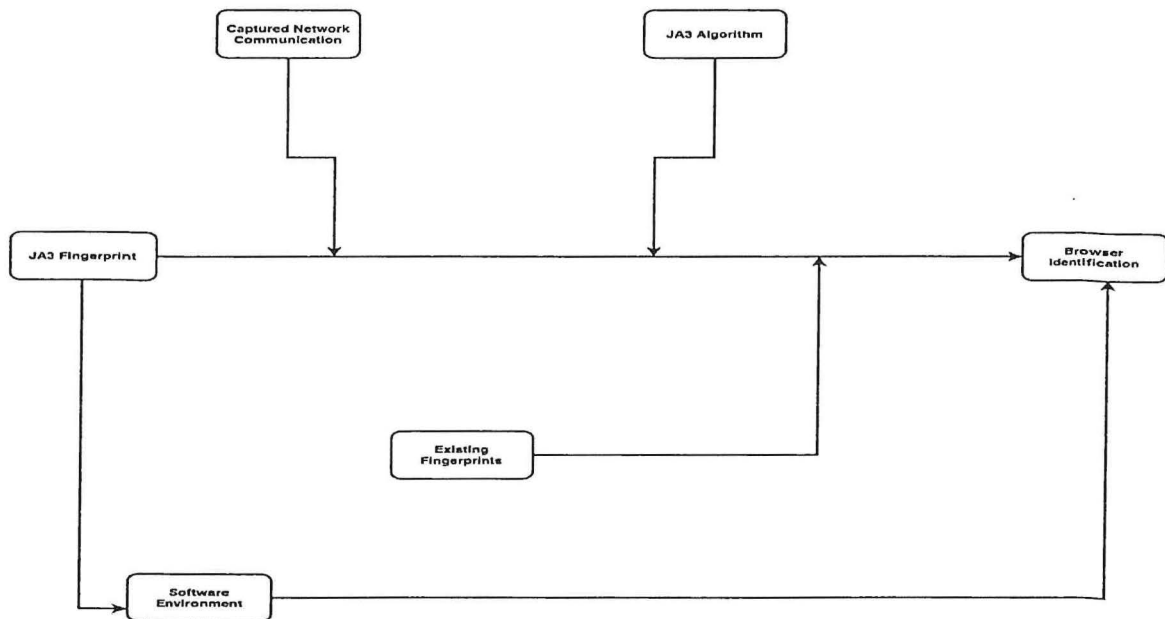 Captured Network
Communication
JA3 Algorithm
JA3 Fingerprint
Browser
Identification
Existing
Fingerprints
Software
Environment